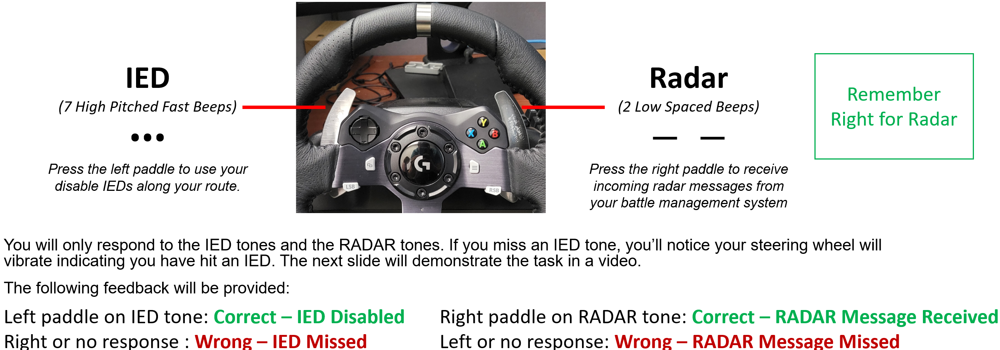 IED
(7 High Pitched Fast Beeps)
Press the left paddle to use your
disable IEDs along your route.
Y
X
B
A
G
LSB
RSB
Radar
(2 Low Spaced Beeps)
Press the right paddle to receive
incoming radar messages from
your battle management system
Remember
Right for Radar
You will only respond to the IED tones and the RADAR tones. If you miss an IED tone, you’ll notice your steering wheel will
vibrate indicating you have hit an IED. The next slide will demonstrate the task in a video.
The following feedback will be provided:
Left paddle on IED tone: Correct – IED Disabled
Right or no response : Wrong – IED Missed
Right paddle on RADAR tone: Correct – RADAR Message Received
Left or no response: Wrong – RADAR Message Missed